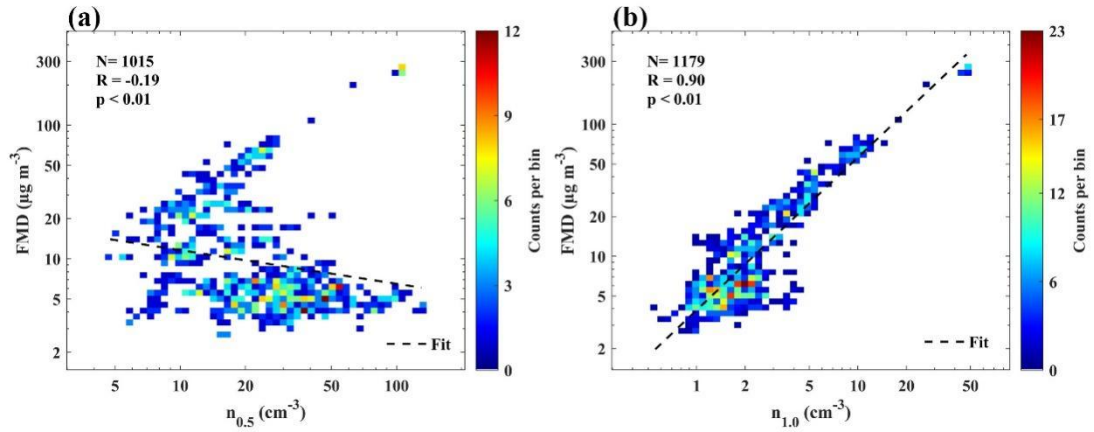 (a)
N= 1015
R = -0.19
p < 0.01
FMD (µg m⁻³)
300
100
50
20
10
5
2
5
10
20
50
100
n₀.₅ (cm⁻³)
Fit
12
9
6
3
0
Counts per bin
(b)
N= 1179
R = 0.90
p < 0.01
FMD (µg m⁻³)
300
100
50
20
10
5
2
1
2
5
10
20
50
n₁.₀ (cm⁻³)
Fit
23
17
12
6
0
Counts per bin